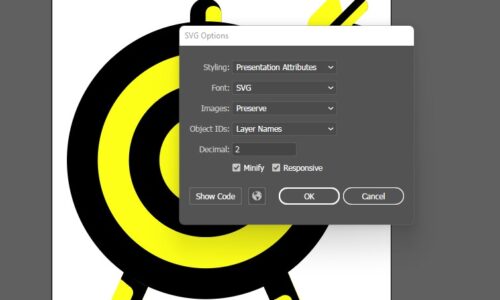 SVG Options
Styling: Presentation Attributes
Font: SVG
Images: Preserve
Object IDs: Layer Names
Decimal: 2
Minify Responsive
Show Code OK Cancel